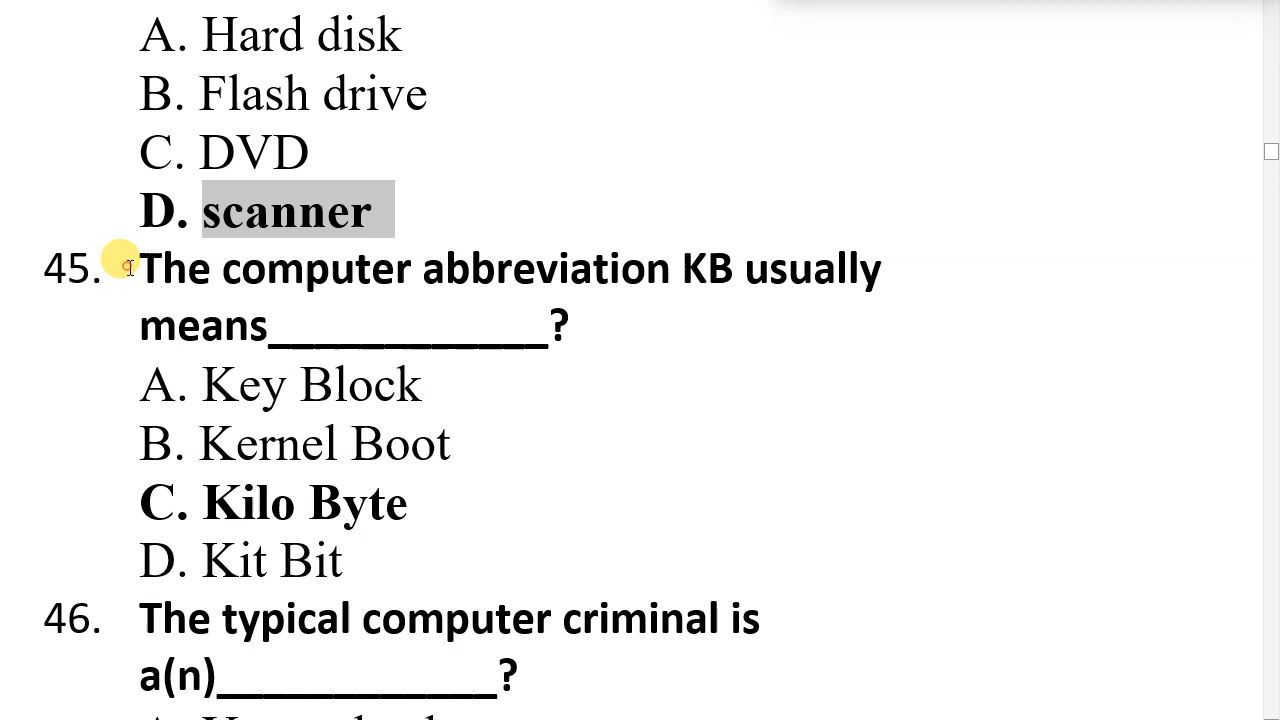 A. Hard disk
B. Flash drive
C. DVD
D. scanner
45. The computer abbreviation KB usually
means____________?
A. Key Block
B. Kernel Boot
C. Kilo Byte
D. Kit Bit
46. The typical computer criminal is
a(n)____________?